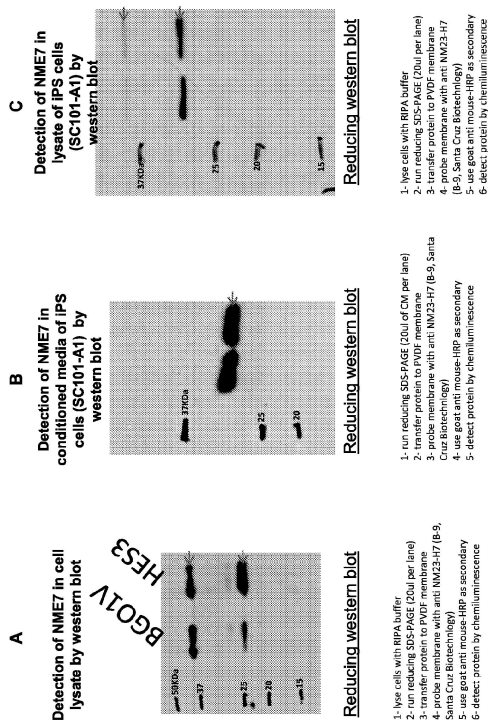 A
Detection of NME7 in cell
lysate by western blot
BGO1V
HES3
50KDa
37
25
20
15
Reducing western blot
1- lyse cells with RIPA buffer
2- run reducing SDS-PAGE (20ul per lane)
3- transfer protein to PVDF membrane
4- probe membrane with anti NM23-H7 (B-9,
Santa Cruz Biotechnology)
5- use goat anti mouse-HRP as secondary
6- detect protein by chemiluminescence
B
Detection of NME7 in
conditioned media of iPS
cells (SC101-A1) by
western blot
37KDa
25
20
Reducing western blot
1- run reducing SDS-PAGE (20ul of CM per lane)
2- transfer protein to PVDF membrane
3- probe membrane with anti NM23-H7 (B-9, Santa
Cruz Biotechnology)
4- use goat anti mouse-HRP as secondary
5- detect protein by chemiluminescence
C
Detection of NME7 in
lysate of iPS cells
(SC101-A1) by
western blot
37KDa
25
20
15
Reducing western blot
1- lyse cells with RIPA buffer
2- run reducing SDS-PAGE (20ul per lane)
3- transfer protein to PVDF membrane
4- probe membrane with anti NM23-H7
(B-9, Santa Cruz Biotechnlogy)
5- use goat anti mouse-HRP as secondary
6- detect protein by chemiluminescence